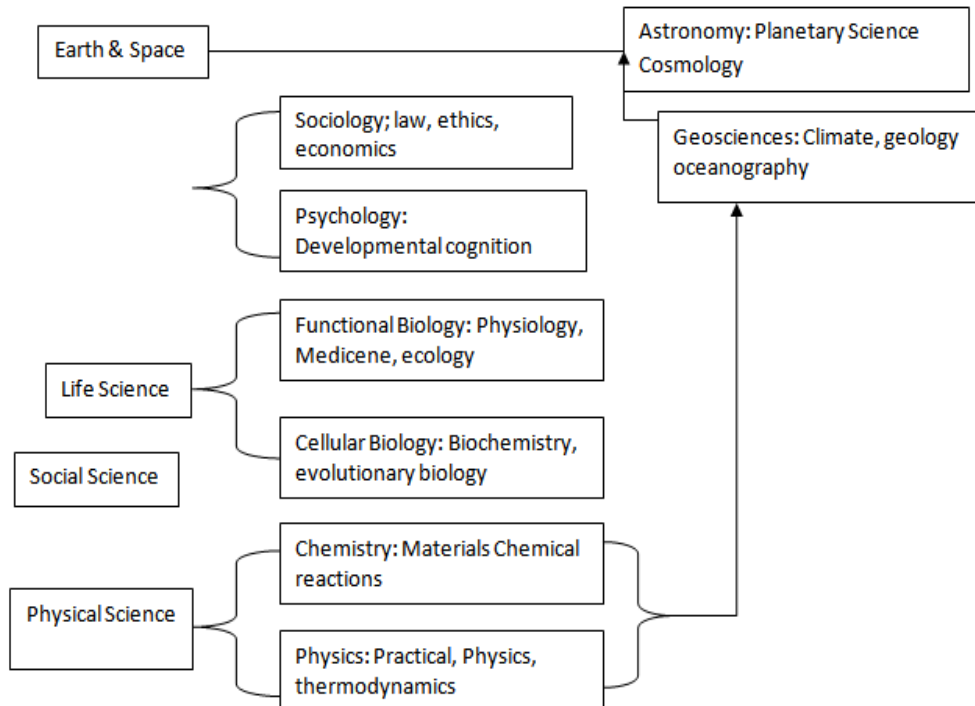 Earth & Space
Astronomy: Planetary Science
Cosmology
Sociology; law, ethics,
economics
Geosciences: Climate, geology
oceanography
Psychology:
Developmental cognition
Functional Biology: Physiology,
Medicene, ecology
Life Science
Cellular Biology: Biochemistry,
evolutionary biology
Social Science
Chemistry: Materials Chemical
reactions
Physical Science
Physics: Practical, Physics,
thermodynamics